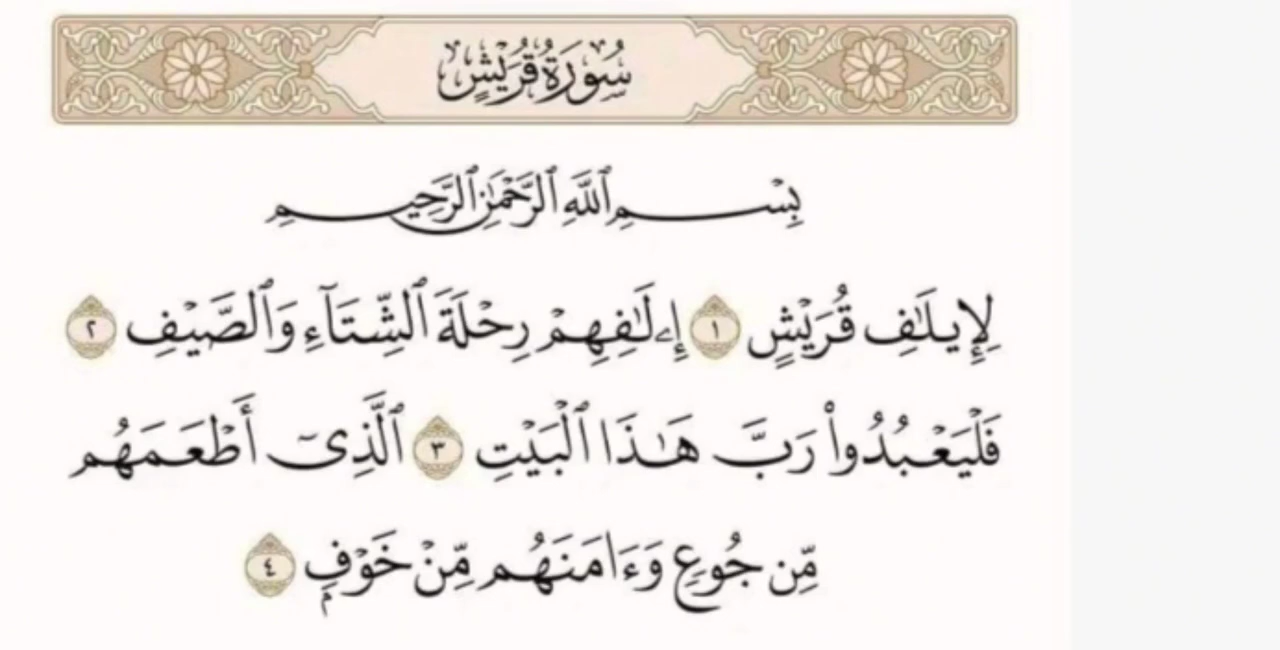 سُورَةُ قُرَيْشٍ
بِسْمِ ٱللَّهِ ٱلرَّحْمَٰنِ ٱلرَّحِيمِ
لِإِيلَٰفِ قُرَيْشٍ ١ إِۦلَٰفِهِمْ رِحْلَةَ ٱلشِّتَآءِ وَٱلصَّيْفِ ٢
فَلْيَعْبُدُوا۟ رَبَّ هَٰذَا ٱلْبَيْتِ ٣ ٱلَّذِىٓ أَطْعَمَهُم
مِّن جُوعٍ وَءَامَنَهُم مِّنْ خَوْفٍۭ ٤